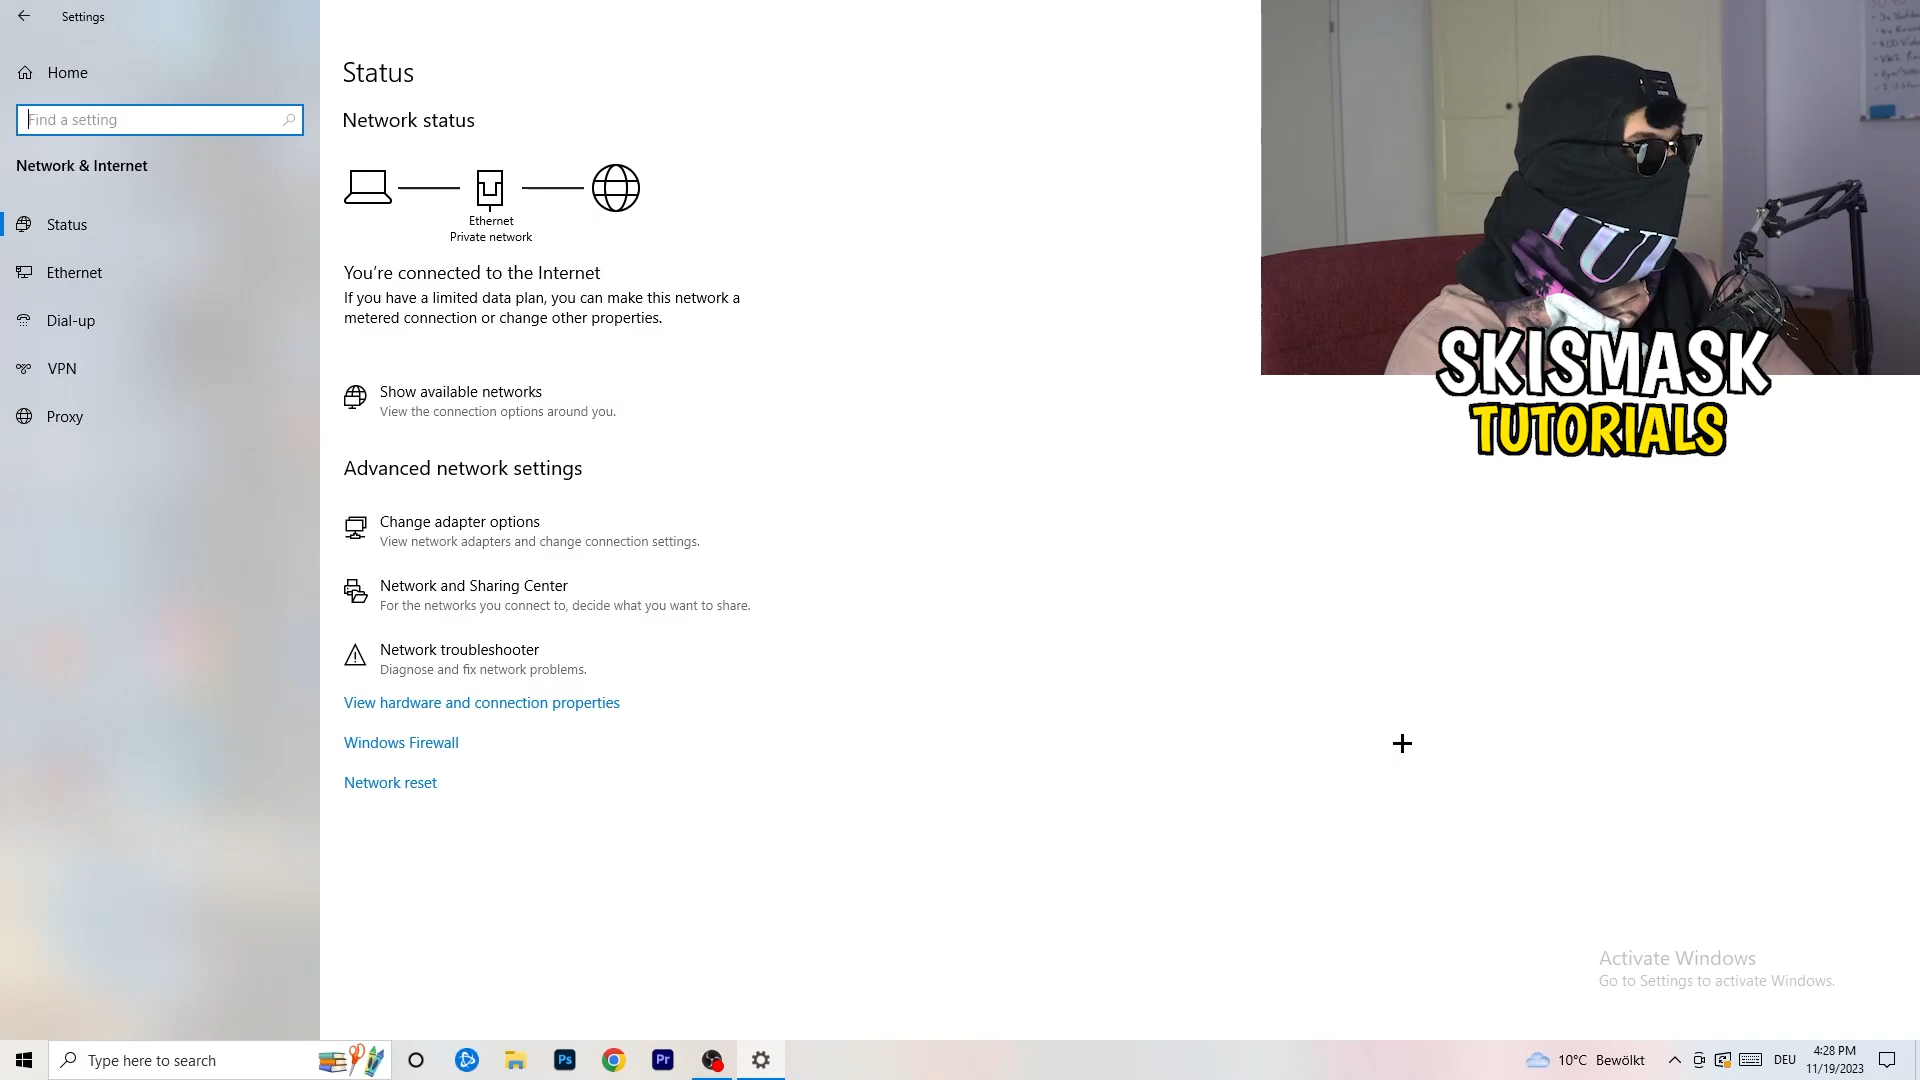 Settings
Home
Find a setting
Network & Internet
Status
Ethernet
Dial-up
VPN
Proxy
Status
Network status
Ethernet
Private network
You're connected to the Internet
If you have a limited data plan, you can make this network a
metered connection or change other properties.
Show available networks
View the connection options around you.
Advanced network settings
Change adapter options
View network adapters and change connection settings.
Network and Sharing Center
For the networks you connect to, decide what you want to share.
Network troubleshooter
Diagnose and fix network problems.
View hardware and connection properties
Windows Firewall
Network reset
SKISMASK
TUTORIALS
Activate Windows
Go to Settings to activate Windows.
Type here to search
Ps
Pr
10°C Bewölkt
DEU
4:28 PM
11/19/2023